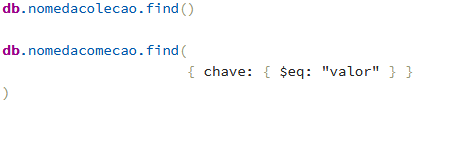 db.nomedacolecao.find()
db.nomedacomecao.find(
{ chave: { $eq: "valor" } }
)